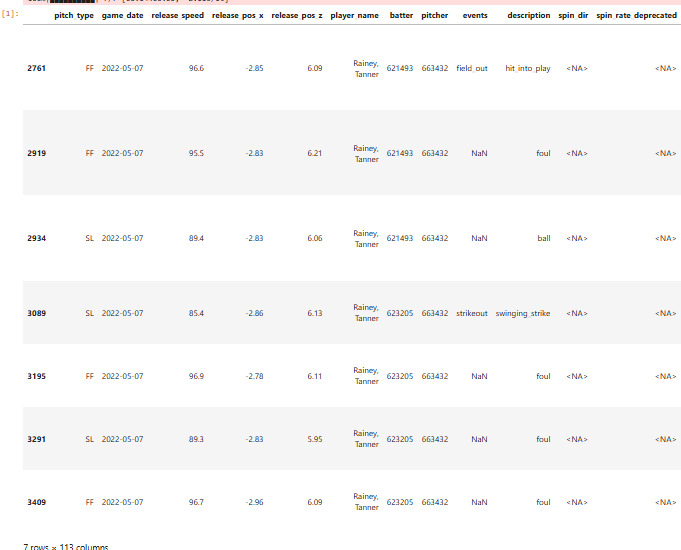 [1]:
pitch_type game_date release_speed release_pos_x release_pos_z player_name batter pitcher events description spin_dir spin_rate_deprecated
2761 FF 2022-05-07 96.6 -2.85 6.09 Rainey, Tanner 621493 663432 field_out hit_into_play <NA> <NA>
2919 FF 2022-05-07 95.5 -2.83 6.21 Rainey, Tanner 621493 663432 NaN foul <NA> <NA>
2934 SL 2022-05-07 89.4 -2.83 6.06 Rainey, Tanner 621493 663432 NaN ball <NA> <NA>
3089 SL 2022-05-07 85.4 -2.86 6.13 Rainey, Tanner 623205 663432 strikeout swinging_strike <NA> <NA>
3195 FF 2022-05-07 96.9 -2.78 6.11 Rainey, Tanner 623205 663432 NaN foul <NA> <NA>
3291 SL 2022-05-07 89.3 -2.83 5.95 Rainey, Tanner 623205 663432 NaN foul <NA> <NA>
3409 FF 2022-05-07 96.7 -2.96 6.09 Rainey, Tanner 623205 663432 NaN foul <NA> <NA>
7 rows × 113 columns